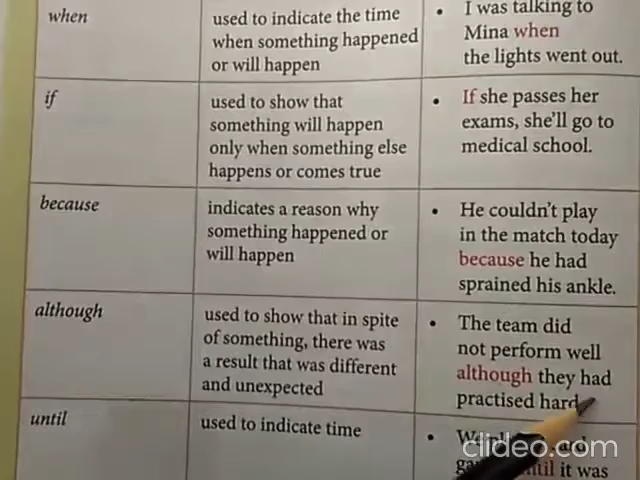 when
used to indicate the time
when something happened
or will happen
• I was talking to
Mina when
the lights went out.
if
used to show that
something will happen
only when something else
happens or comes true
• If she passes her
exams, she'll go to
medical school.
because
indicates a reason why
something happened or
will happen
• He couldn't play
in the match today
because he had
sprained his ankle.
although
used to show that in spite
of something, there was
a result that was different
and unexpected
• The team did
not perform well
although they had
practised hard
until
used to indicate time
•
it was
clideo.com